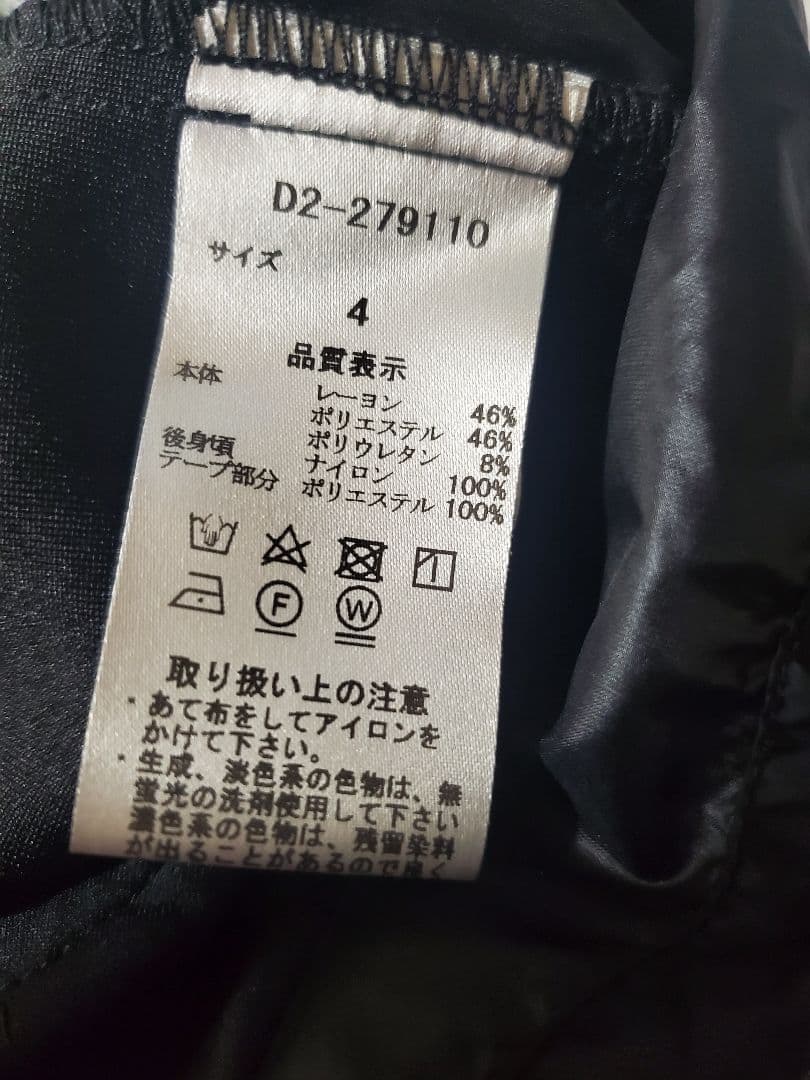 D2-279110
サイズ
4
品質表示
本体 レーヨン 46%
ポリエステル 46%
ポリウレタン 8%
後身頃 ナイロン 100%
テープ部分 ポリエステル 100%
F W
取り扱い上の注意
・あて布をしてアイロンを
かけて下さい。
・生成、淡色系の色物は、無
蛍光の洗剤使用して下さい
濃色系の色物は、残留染料
が出ることがあるので